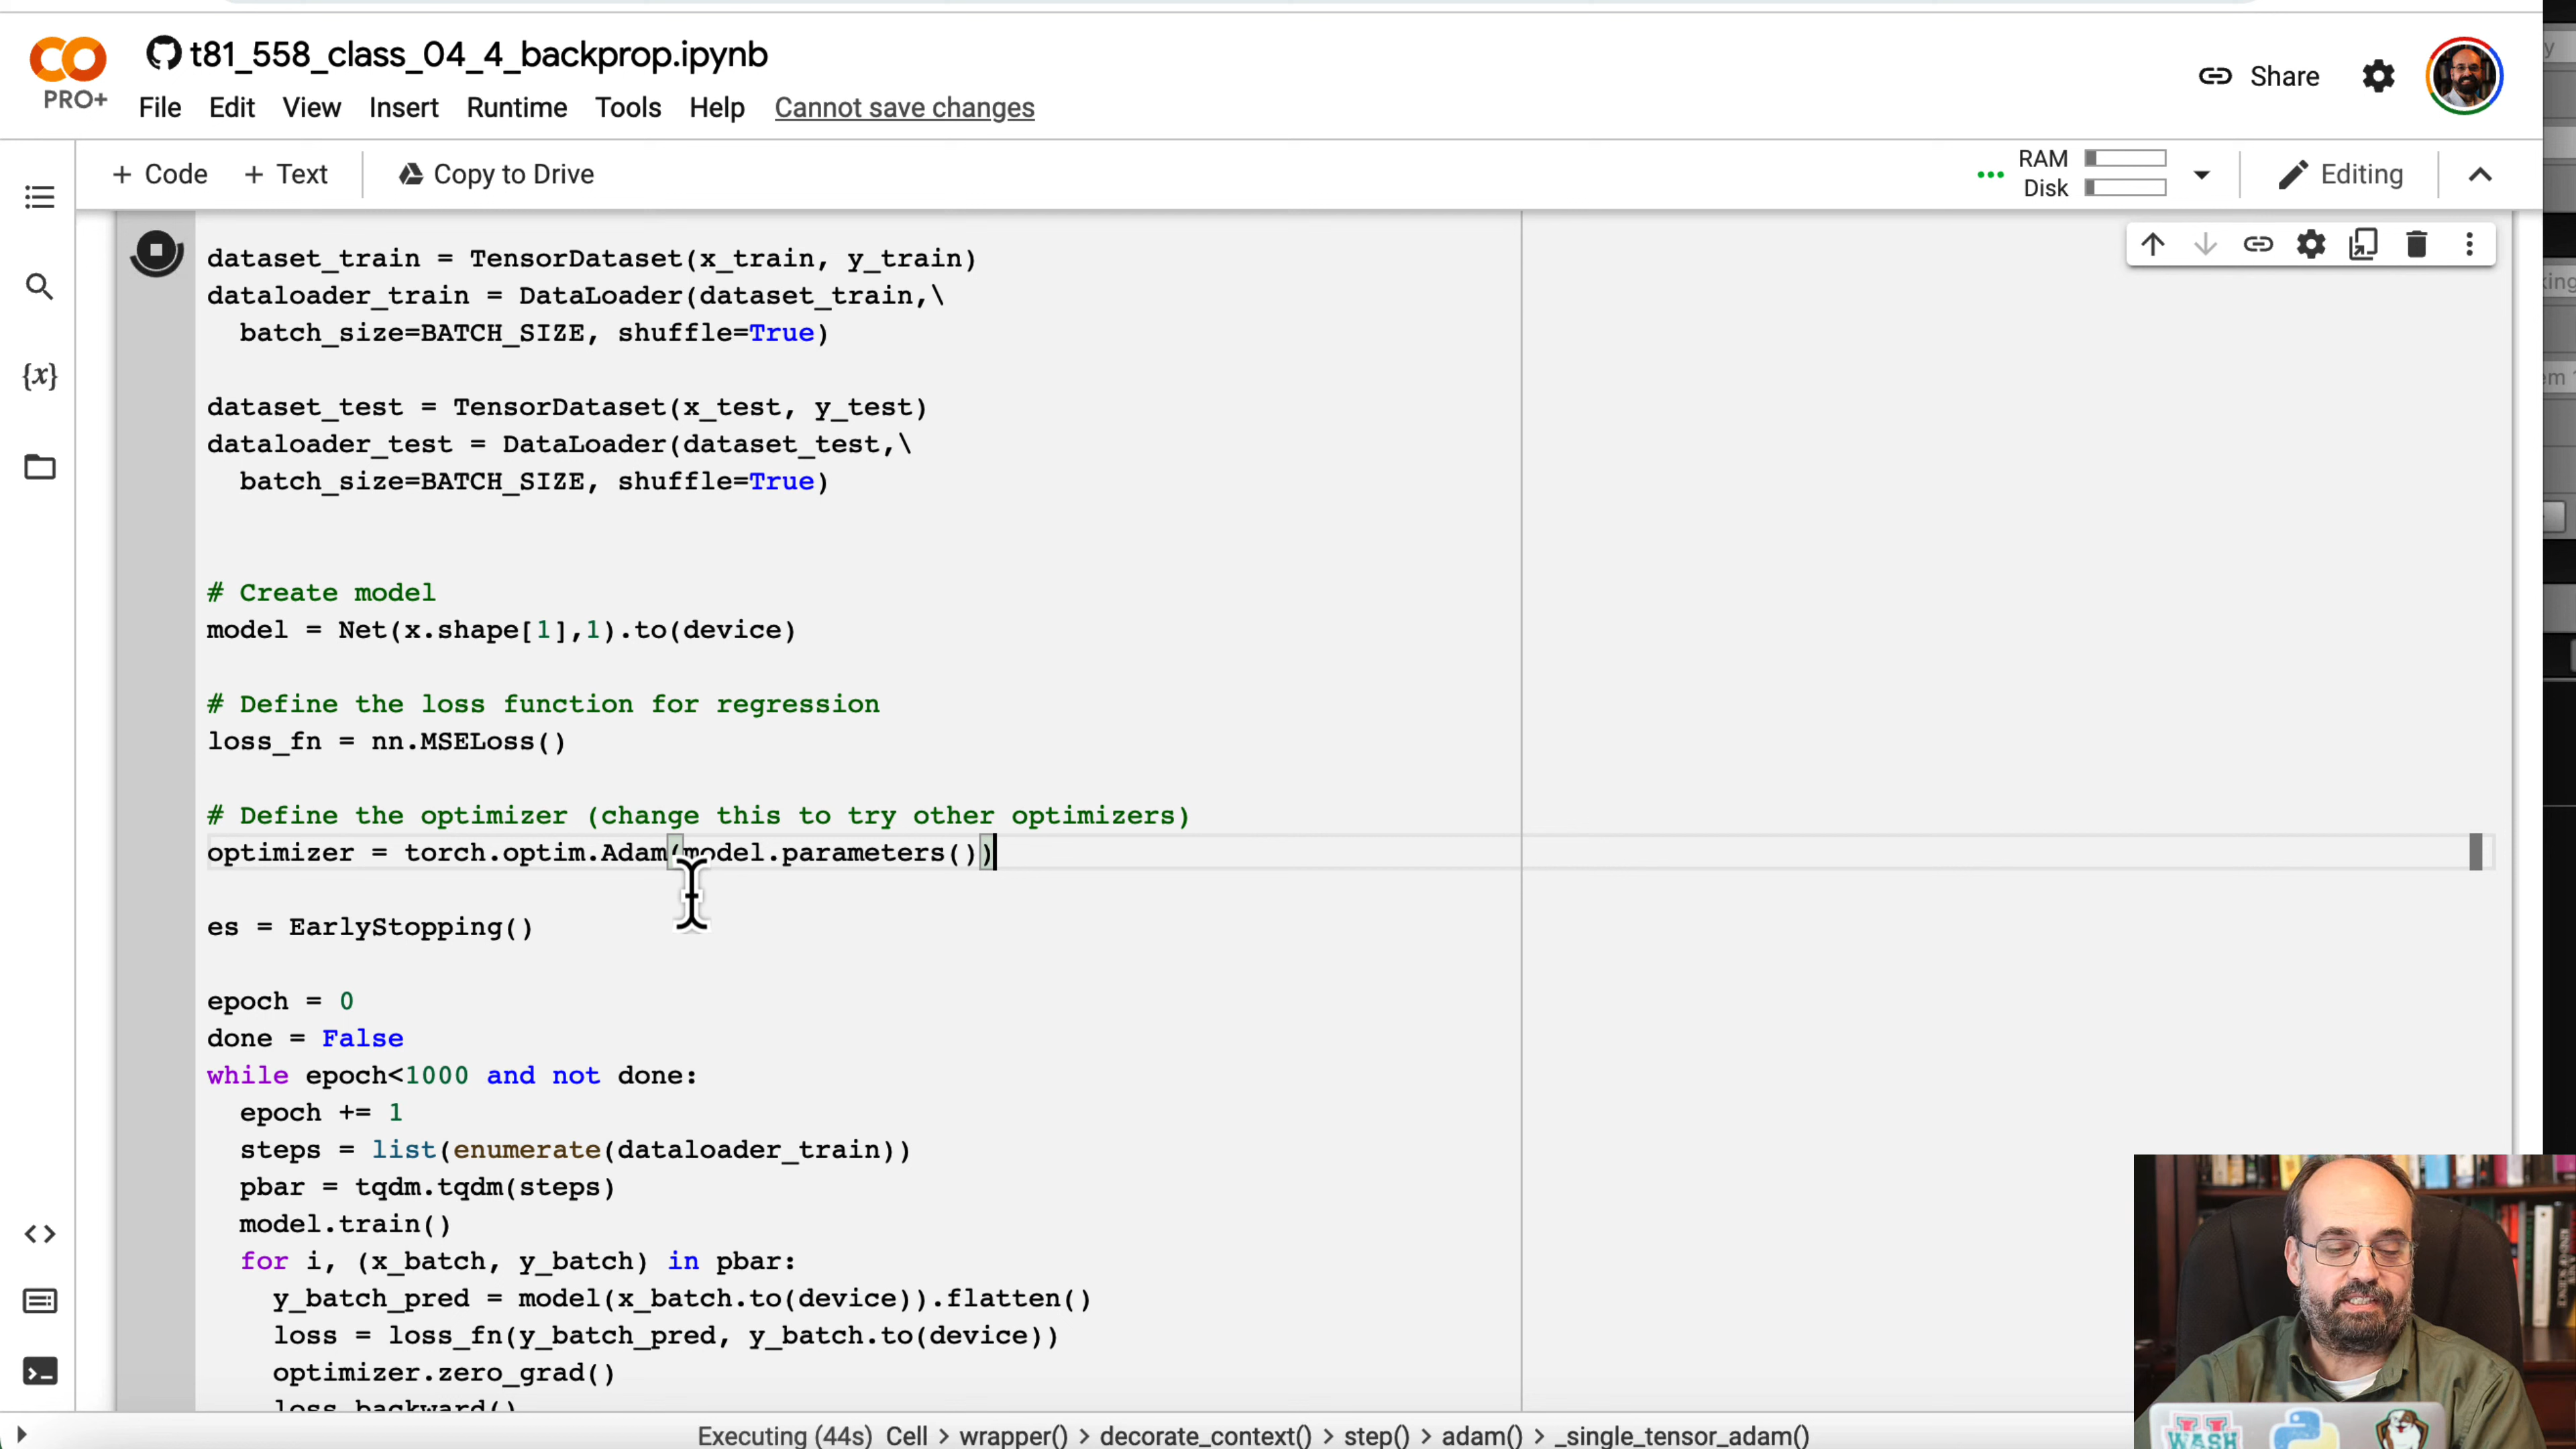 t81_558_class_04_4_backprop.ipynb
PRO+
File Edit View Insert Runtime Tools Help Cannot save changes
Share
+ Code + Text Copy to Drive
RAM
Disk
Editing
{x}
dataset_train = TensorDataset(x_train, y_train)
dataloader_train = DataLoader(dataset_train,\
batch_size=BATCH_SIZE, shuffle=True)
dataset_test = TensorDataset(x_test, y_test)
dataloader_test = DataLoader(dataset_test,\
batch_size=BATCH_SIZE, shuffle=True)
# Create model
model = Net(x.shape[1],1).to(device)
# Define the loss function for regression
loss_fn = nn.MSELoss()
# Define the optimizer (change this to try other optimizers)
optimizer = torch.optim.Adam(model.parameters())
es = EarlyStopping()
epoch = 0
done = False
while epoch<1000 and not done:
epoch += 1
steps = list(enumerate(dataloader_train))
pbar = tqdm.tqdm(steps)
model.train()
for i, (x_batch, y_batch) in pbar:
y_batch_pred = model(x_batch.to(device)).flatten()
loss = loss_fn(y_batch_pred, y_batch.to(device))
optimizer.zero_grad()
loss.backward()
Executing (44s) Cell > wrapper() > decorate_context() > step() > adam() > _single_tensor_adam()
WASH